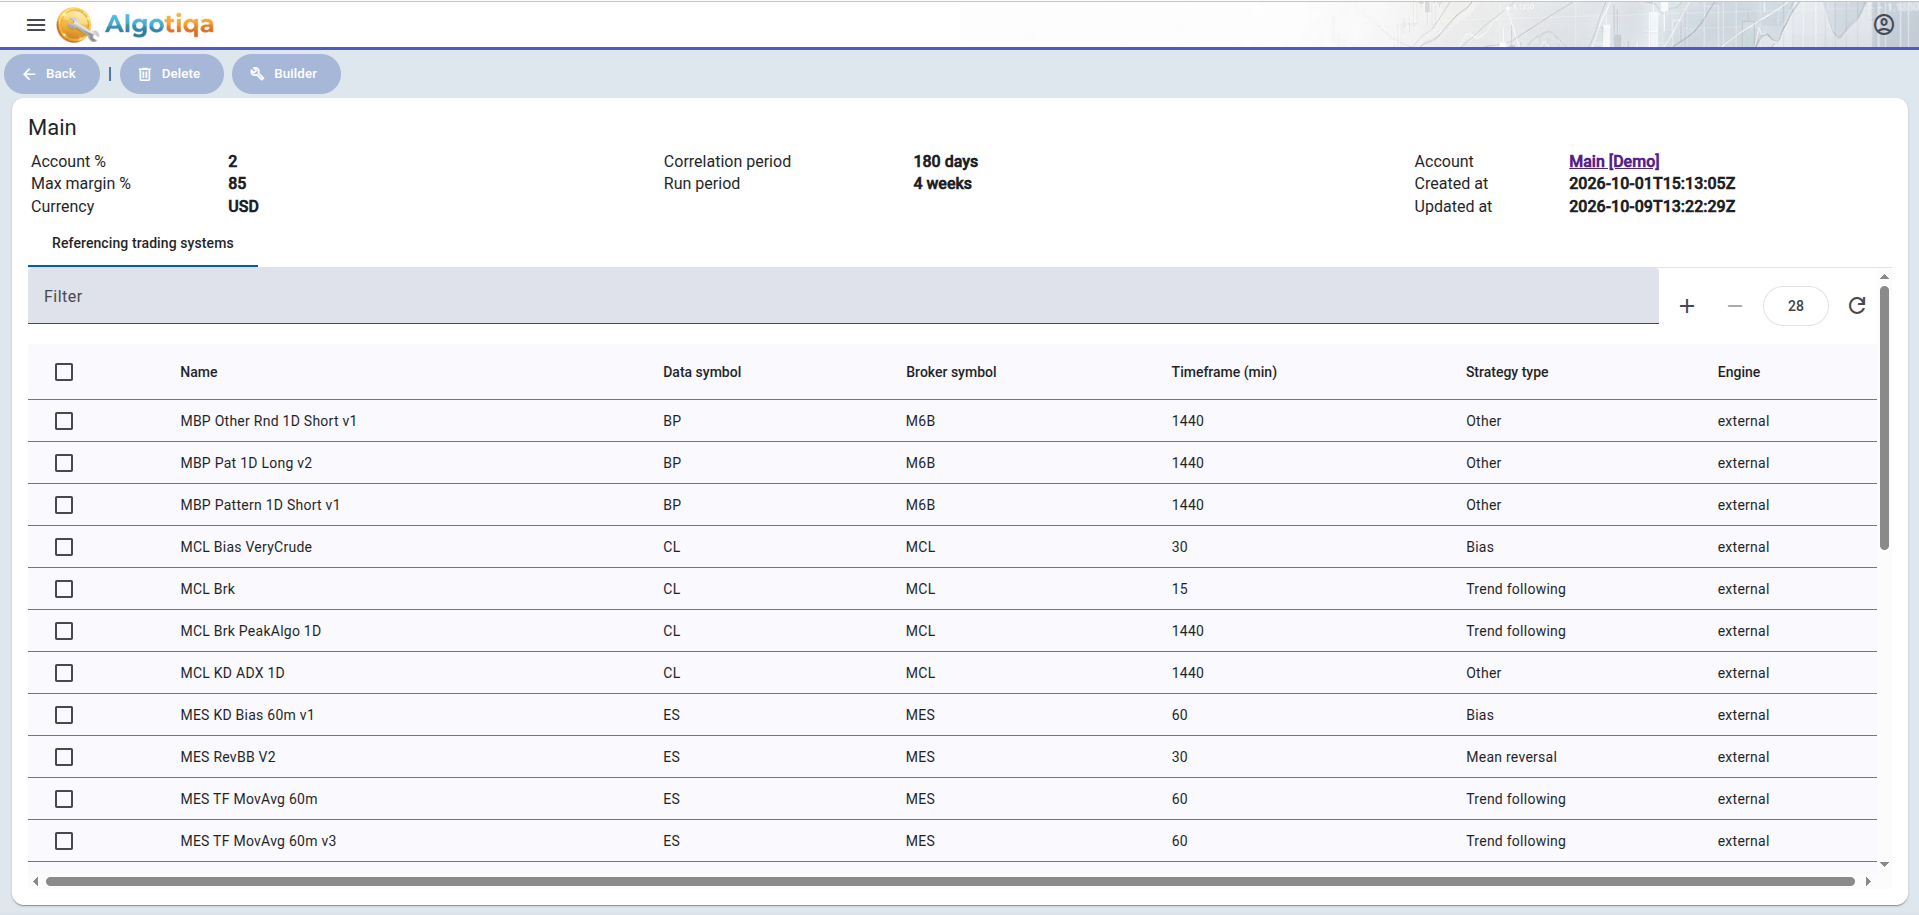 Algotiqa
Back | Delete Builder
Main
Account % 2 Correlation period 180 days Account Main [Demo]
Max margin % 85 Run period 4 weeks Created at 2026-10-01T15:13:05Z
Currency USD Updated at 2026-10-09T13:22:29Z
Referencing trading systems
Filter 28
Name Data symbol Broker symbol Timeframe (min) Strategy type Engine
MBP Other Rnd 1D Short v1 BP M6B 1440 Other external
MBP Pat 1D Long v2 BP M6B 1440 Other external
MBP Pattern 1D Short v1 BP M6B 1440 Other external
MCL Bias VeryCrude CL MCL 30 Bias external
MCL Brk CL MCL 15 Trend following external
MCL Brk PeakAlgo 1D CL MCL 1440 Trend following external
MCL KD ADX 1D CL MCL 1440 Other external
MES KD Bias 60m v1 ES MES 60 Bias external
MES RevBB V2 ES MES 30 Mean reversal external
MES TF MovAvg 60m ES MES 60 Trend following external
MES TF MovAvg 60m v3 ES MES 60 Trend following external